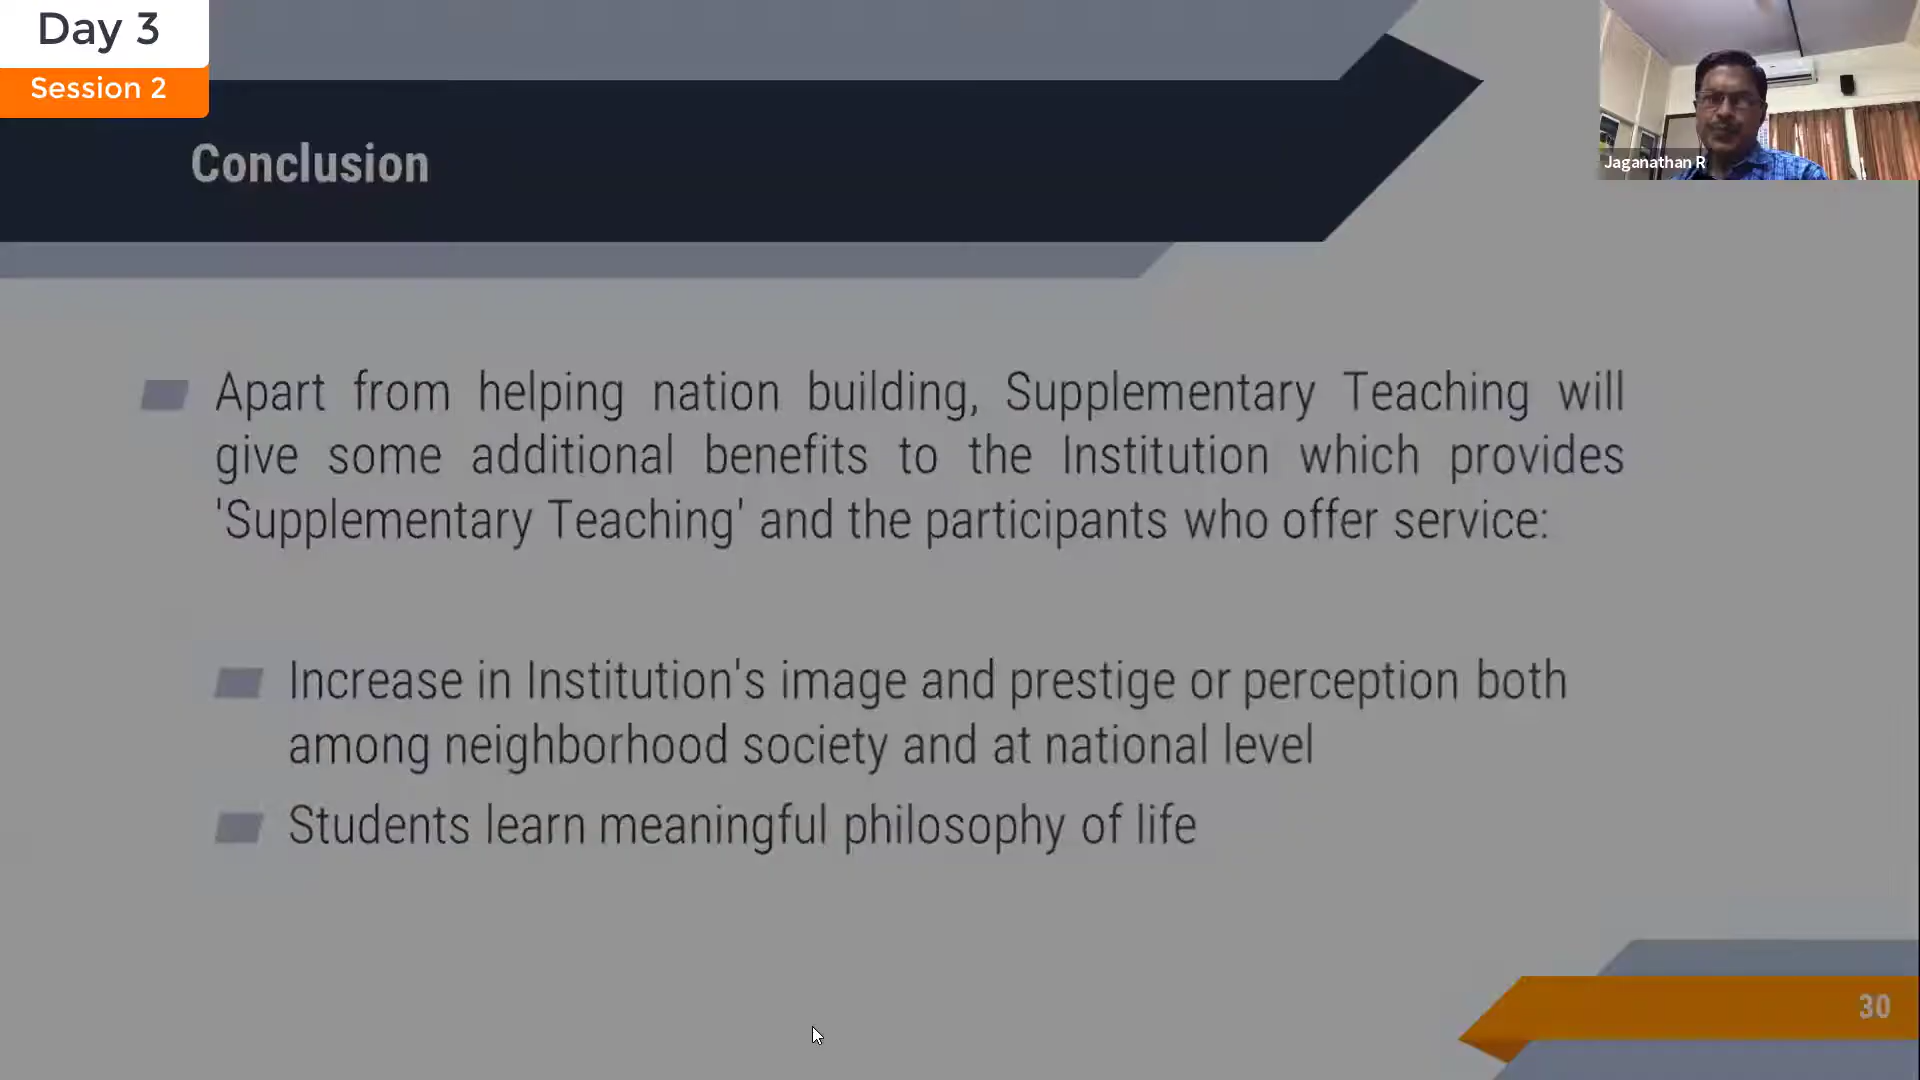 Day 3
Session 2
Jaganathan R
Conclusion
Apart from helping nation building, Supplementary Teaching will
give some additional benefits to the Institution which provides
'Supplementary Teaching' and the participants who offer service:
Increase in Institution's image and prestige or perception both
among neighborhood society and at national level
Students learn meaningful philosophy of life
30